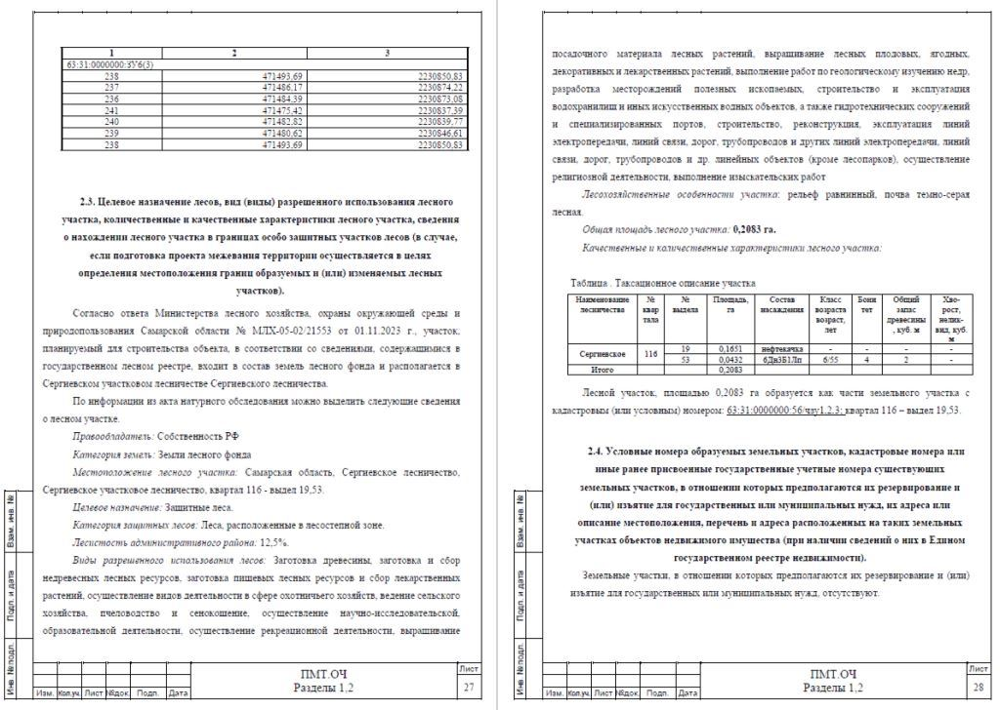 1 2 3
63:31:0000000:ЗУ6(3)
238 471493,69 2230850,83
237 471486,17 2230874,22
236 471484,39 2230873,08
241 471475,42 2230837,39
240 471482,82 2230839,77
239 471480,62 2230846,61
238 471493,69 2230850,83
2.3. Целевое назначение лесов, вид (виды) разрешенного использования лесного
участка, количественные и качественные характеристики лесного участка, сведения
о нахождении лесного участка в границах особо защитных участков лесов (в случае,
если подготовка проекта межевания территории осуществляется в целях
определения местоположения границ образуемых и (или) изменяемых лесных
участков).
Согласно ответа Министерства лесного хозяйства, охраны окружающей среды и
природопользования Самарской области № МЛХ-05-02/21553 от 01.11.2023 г., участок,
планируемый для строительства объекта, в соответствии со сведениями, содержащимися в
государственном лесном реестре, входит в состав земель лесного фонда и располагается в
Сергиевском участковом лесничестве Сергиевского лесничества.
По информации из акта натурного обследования можно выделить следующие сведения
о лесном участке.
Правообладатель: Собственность РФ
Категория земель: Земли лесного фонда
Местоположение лесного участка: Самарская область, Сергиевское лесничество,
Сергиевское участковое лесничество, квартал 116 - выдел 19,53.
Целевое назначение: Защитные леса.
Категория защитных лесов: Леса, расположенные в лесостепной зоне.
Лесистость административного района: 12,5%.
Виды разрешенного использования лесов: Заготовка древесины, заготовка и сбор
недревесных лесных ресурсов, заготовка пищевых лесных ресурсов и сбор лекарственных
растений, осуществление видов деятельности в сфере охотничьего хозяйств, ведение сельского
хозяйства, пчеловодство и сенокошение, осуществление научно-исследовательской,
образовательной деятельности, осуществление рекреационной деятельности, выращивание
Взам. инв. №
Подп. и дата
Инв. №подл.
Изм. Кол.уч. Лист №док. Подп. Дата
ПМТ.ОЧ
Разделы 1,2
Лист
27
посадочного материала лесных растений, выращивание лесных плодовых, ягодных,
декоративных и лекарственных растений, выполнение работ по геологическому изучению недр,
разработка месторождений полезных ископаемых, строительство и эксплуатация
водохранилищ и иных искусственных водных объектов, а также гидротехнических сооружений
и специализированных портов, строительство, реконструкция, эксплуатация линий
электропередачи, линий связи, дорог, трубопроводов и других линий электропередачи, линий
связи, дорог, трубопроводов и др. линейных объектов (кроме лесопарков), осуществление
религиозной деятельности, выполнение изыскательских работ
Лесохозяйственные особенности участка: рельеф равнинный, почва темно-серая
лесная.
Общая площадь лесного участка: 0,2083 га.
Качественные и количественные характеристики лесного участка:
Таблица . Таксационное описание участка
Наименование лесничества № квар тала № выдела Площадь, га Состав насаждения Класс возраста возраст, лет Бони тет Общий запас древесины , куб. м Хво- рост, нелик- вид, куб. м
Сергиевское 116 19 0,1651 нефтекачка - - - -
53 0,0432 6Дн3Б1Лп 6/55 4 2 -
Итого 0,2083
Лесной участок, площадью 0,2083 га образуется как части земельного участка с
кадастровым (или условным) номером: 63:31:0000000:56/чзу1,2,3: квартал 116 – выдел 19,53.
2.4. Условные номера образуемых земельных участков, кадастровые номера или
иные ранее присвоенные государственные учетные номера существующих
земельных участков, в отношении которых предполагаются их резервирование и
(или) изъятие для государственных или муниципальных нужд, их адреса или
описание местоположения, перечень и адреса расположенных на таких земельных
участках объектов недвижимого имущества (при наличии сведений о них в Едином
государственном реестре недвижимости).
Земельные участки, в отношении которых предполагаются их резервирование и (или)
изъятие для государственных или муниципальных нужд, отсутствуют.
Взам. инв. №
Подп. и дата
Инв. №подл.
Изм. Кол.уч. Лист №док. Подп. Дата
ПМТ.ОЧ
Разделы 1,2
Лист
28